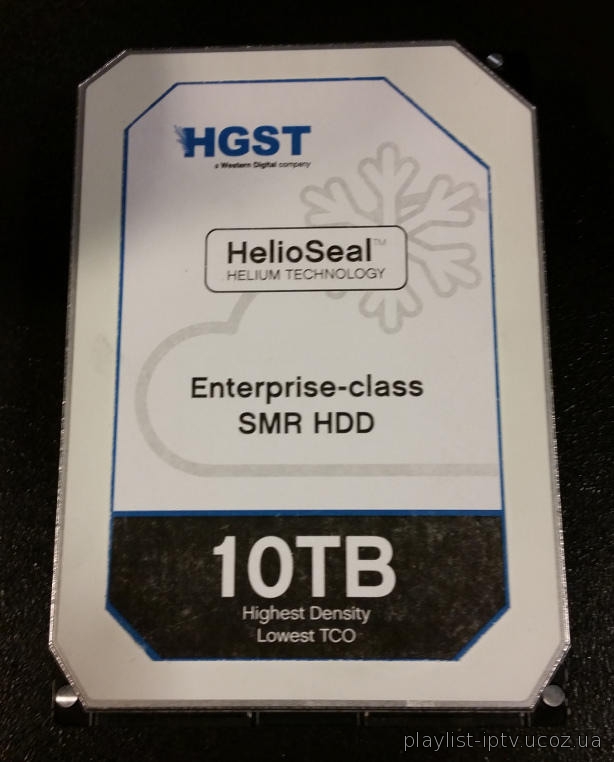 HGST
a Western Digital company
HelioSeal™
HELIUM TECHNOLOGY
Enterprise-class
SMR HDD
10TB
Highest Density
Lowest TCO
playlist-iptv.ucoz.ua